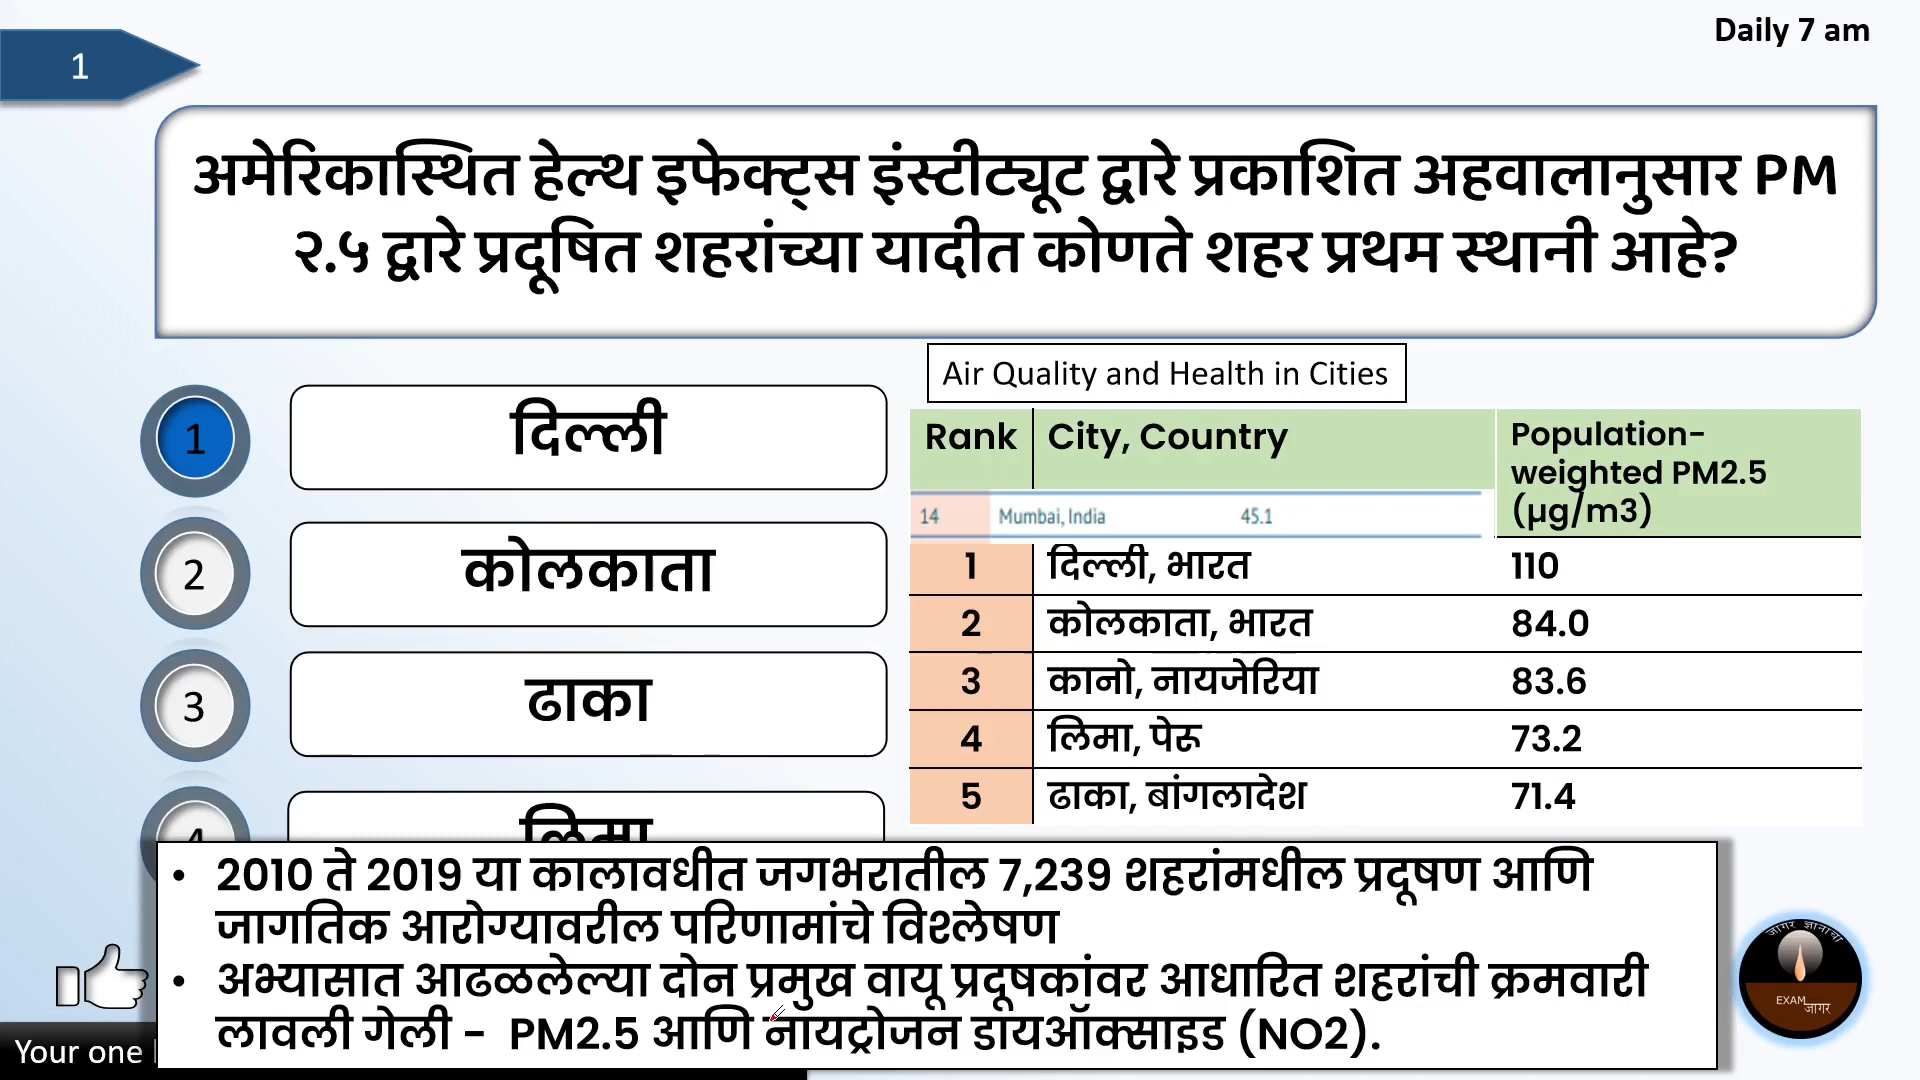 Daily 7 am
1
अमेरिकास्थित हेल्थ इफेक्ट्स इंस्टीट्यूट द्वारे प्रकाशित अहवालानुसार PM
२.५ द्वारे प्रदूषित शहरांच्या यादीत कोणते शहर प्रथम स्थानी आहे?
Air Quality and Health in Cities
1 दिल्ली
2 कोलकाता
3 ढाका
4 लिमा
Rank City, Country Population-
weighted PM2.5
(µg/m3)
14 Mumbai, India 45.1
1 दिल्ली, भारत 110
2 कोलकाता, भारत 84.0
3 कानो, नायजेरिया 83.6
4 लिमा, पेरू 73.2
5 ढाका, बांगलादेश 71.4
• 2010 ते 2019 या कालावधीत जगभरातील 7,239 शहरांमधील प्रदूषण आणि
जागतिक आरोग्यावरील परिणामांचे विश्लेषण
• अभ्यासात आढळलेल्या दोन प्रमुख वायू प्रदूषकांवर आधारित शहरांची क्रमवारी
लावली गेली - PM2.5 आणि नायट्रोजन डायऑक्साइड (NO2).
Your one
जागर ज्ञानाचा
EXAM
जागर